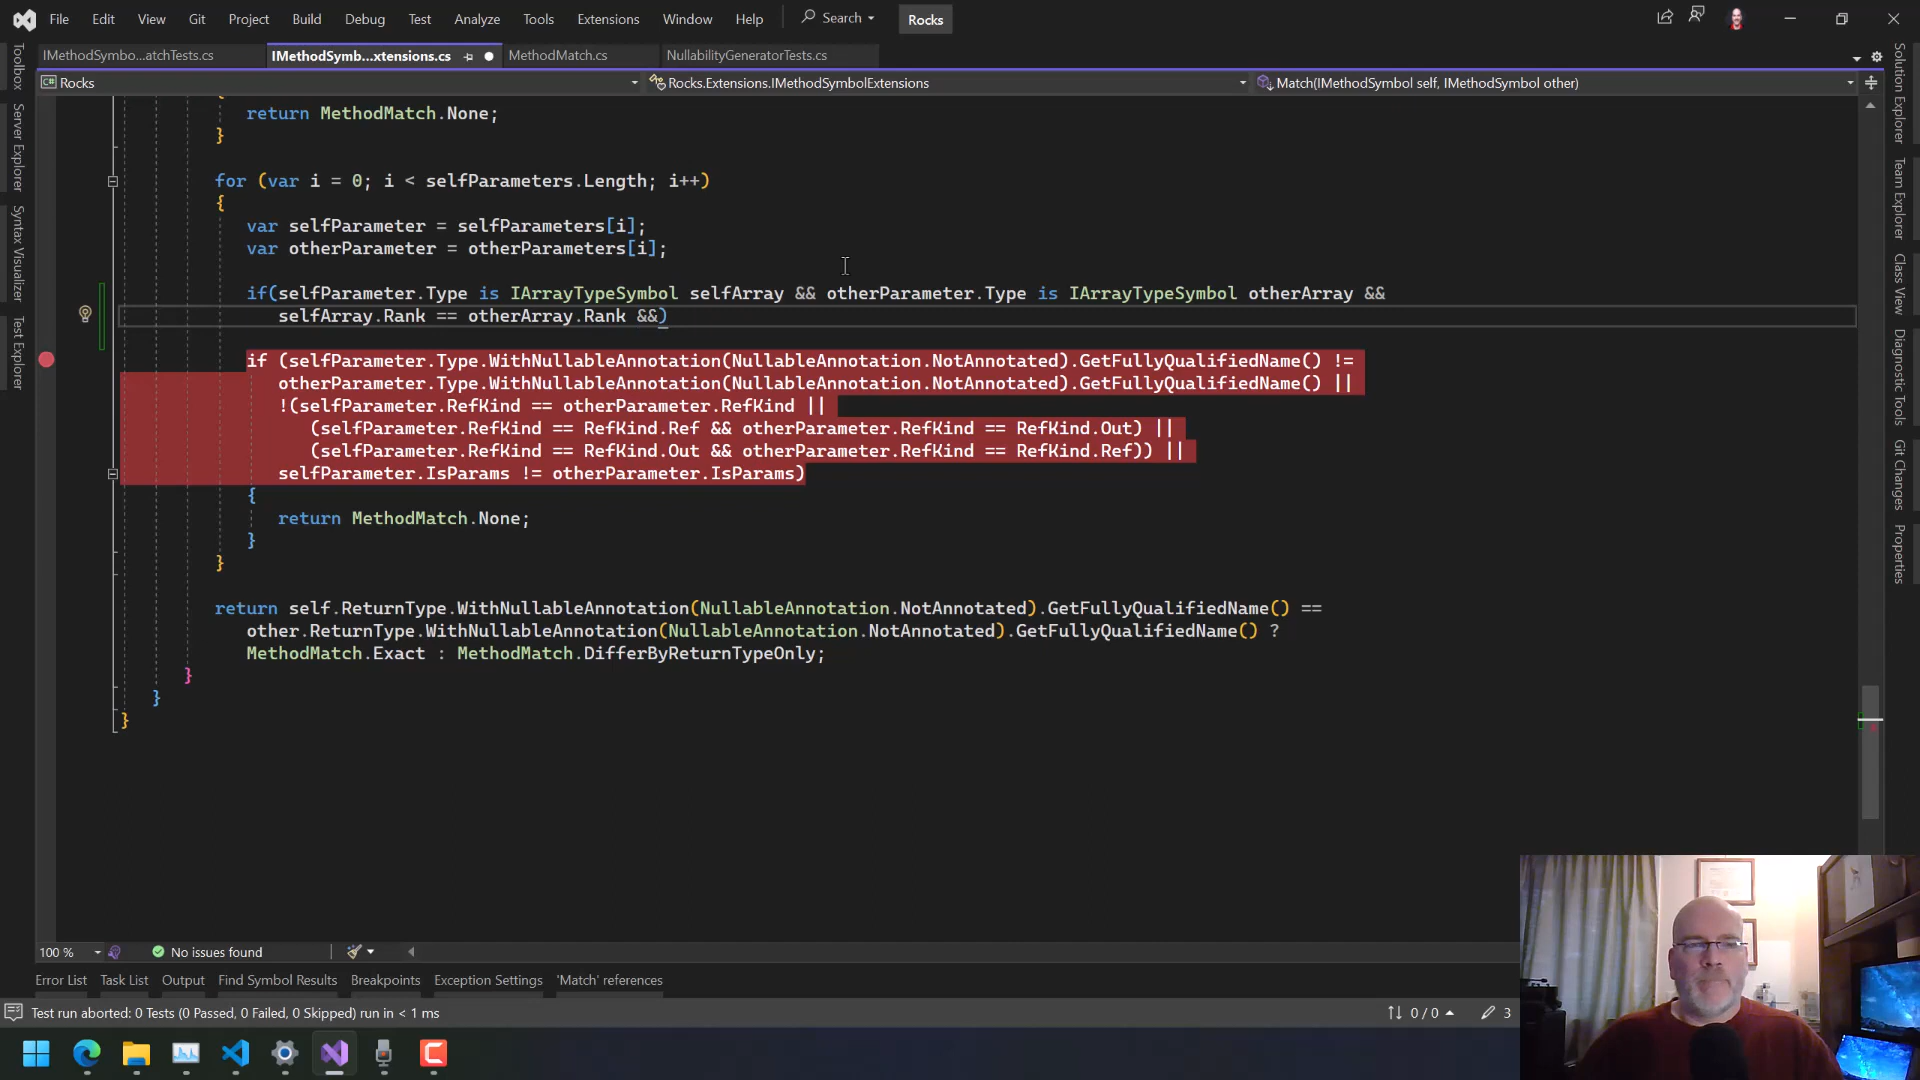 File Edit View Git Project Build Debug Test Analyze Tools Extensions Window Help Search Rocks
IMethodSymbo...atchTests.cs IMethodSymb...xtensions.cs MethodMatch.cs NullabilityGeneratorTests.cs
C# Rocks Rocks.Extensions.IMethodSymbolExtensions Match(IMethodSymbol self, IMethodSymbol other)
return MethodMatch.None;
}
for (var i = 0; i < selfParameters.Length; i++)
{
var selfParameter = selfParameters[i];
var otherParameter = otherParameters[i];
if(selfParameter.Type is IArrayTypeSymbol selfArray && otherParameter.Type is IArrayTypeSymbol otherArray &&
selfArray.Rank == otherArray.Rank &&)
if (selfParameter.Type.WithNullableAnnotation(NullableAnnotation.NotAnnotated).GetFullyQualifiedName() !=
otherParameter.Type.WithNullableAnnotation(NullableAnnotation.NotAnnotated).GetFullyQualifiedName() ||
!(selfParameter.RefKind == otherParameter.RefKind ||
(selfParameter.RefKind == RefKind.Ref && otherParameter.RefKind == RefKind.Out) ||
(selfParameter.RefKind == RefKind.Out && otherParameter.RefKind == RefKind.Ref)) ||
selfParameter.IsParams != otherParameter.IsParams)
{
return MethodMatch.None;
}
}
return self.ReturnType.WithNullableAnnotation(NullableAnnotation.NotAnnotated).GetFullyQualifiedName() ==
other.ReturnType.WithNullableAnnotation(NullableAnnotation.NotAnnotated).GetFullyQualifiedName() ?
MethodMatch.Exact : MethodMatch.DifferByReturnTypeOnly;
}
}
}
Toolbox
Server Explorer
Syntax Visualizer
Test Explorer
Solution Explorer
Team Explorer
Class View
Diagnostic Tools
Git Changes
Properties
100 % No issues found
Error List Task List Output Find Symbol Results Breakpoints Exception Settings 'Match' references
Test run aborted: 0 Tests (0 Passed, 0 Failed, 0 Skipped) run in < 1 ms 0 / 0 3